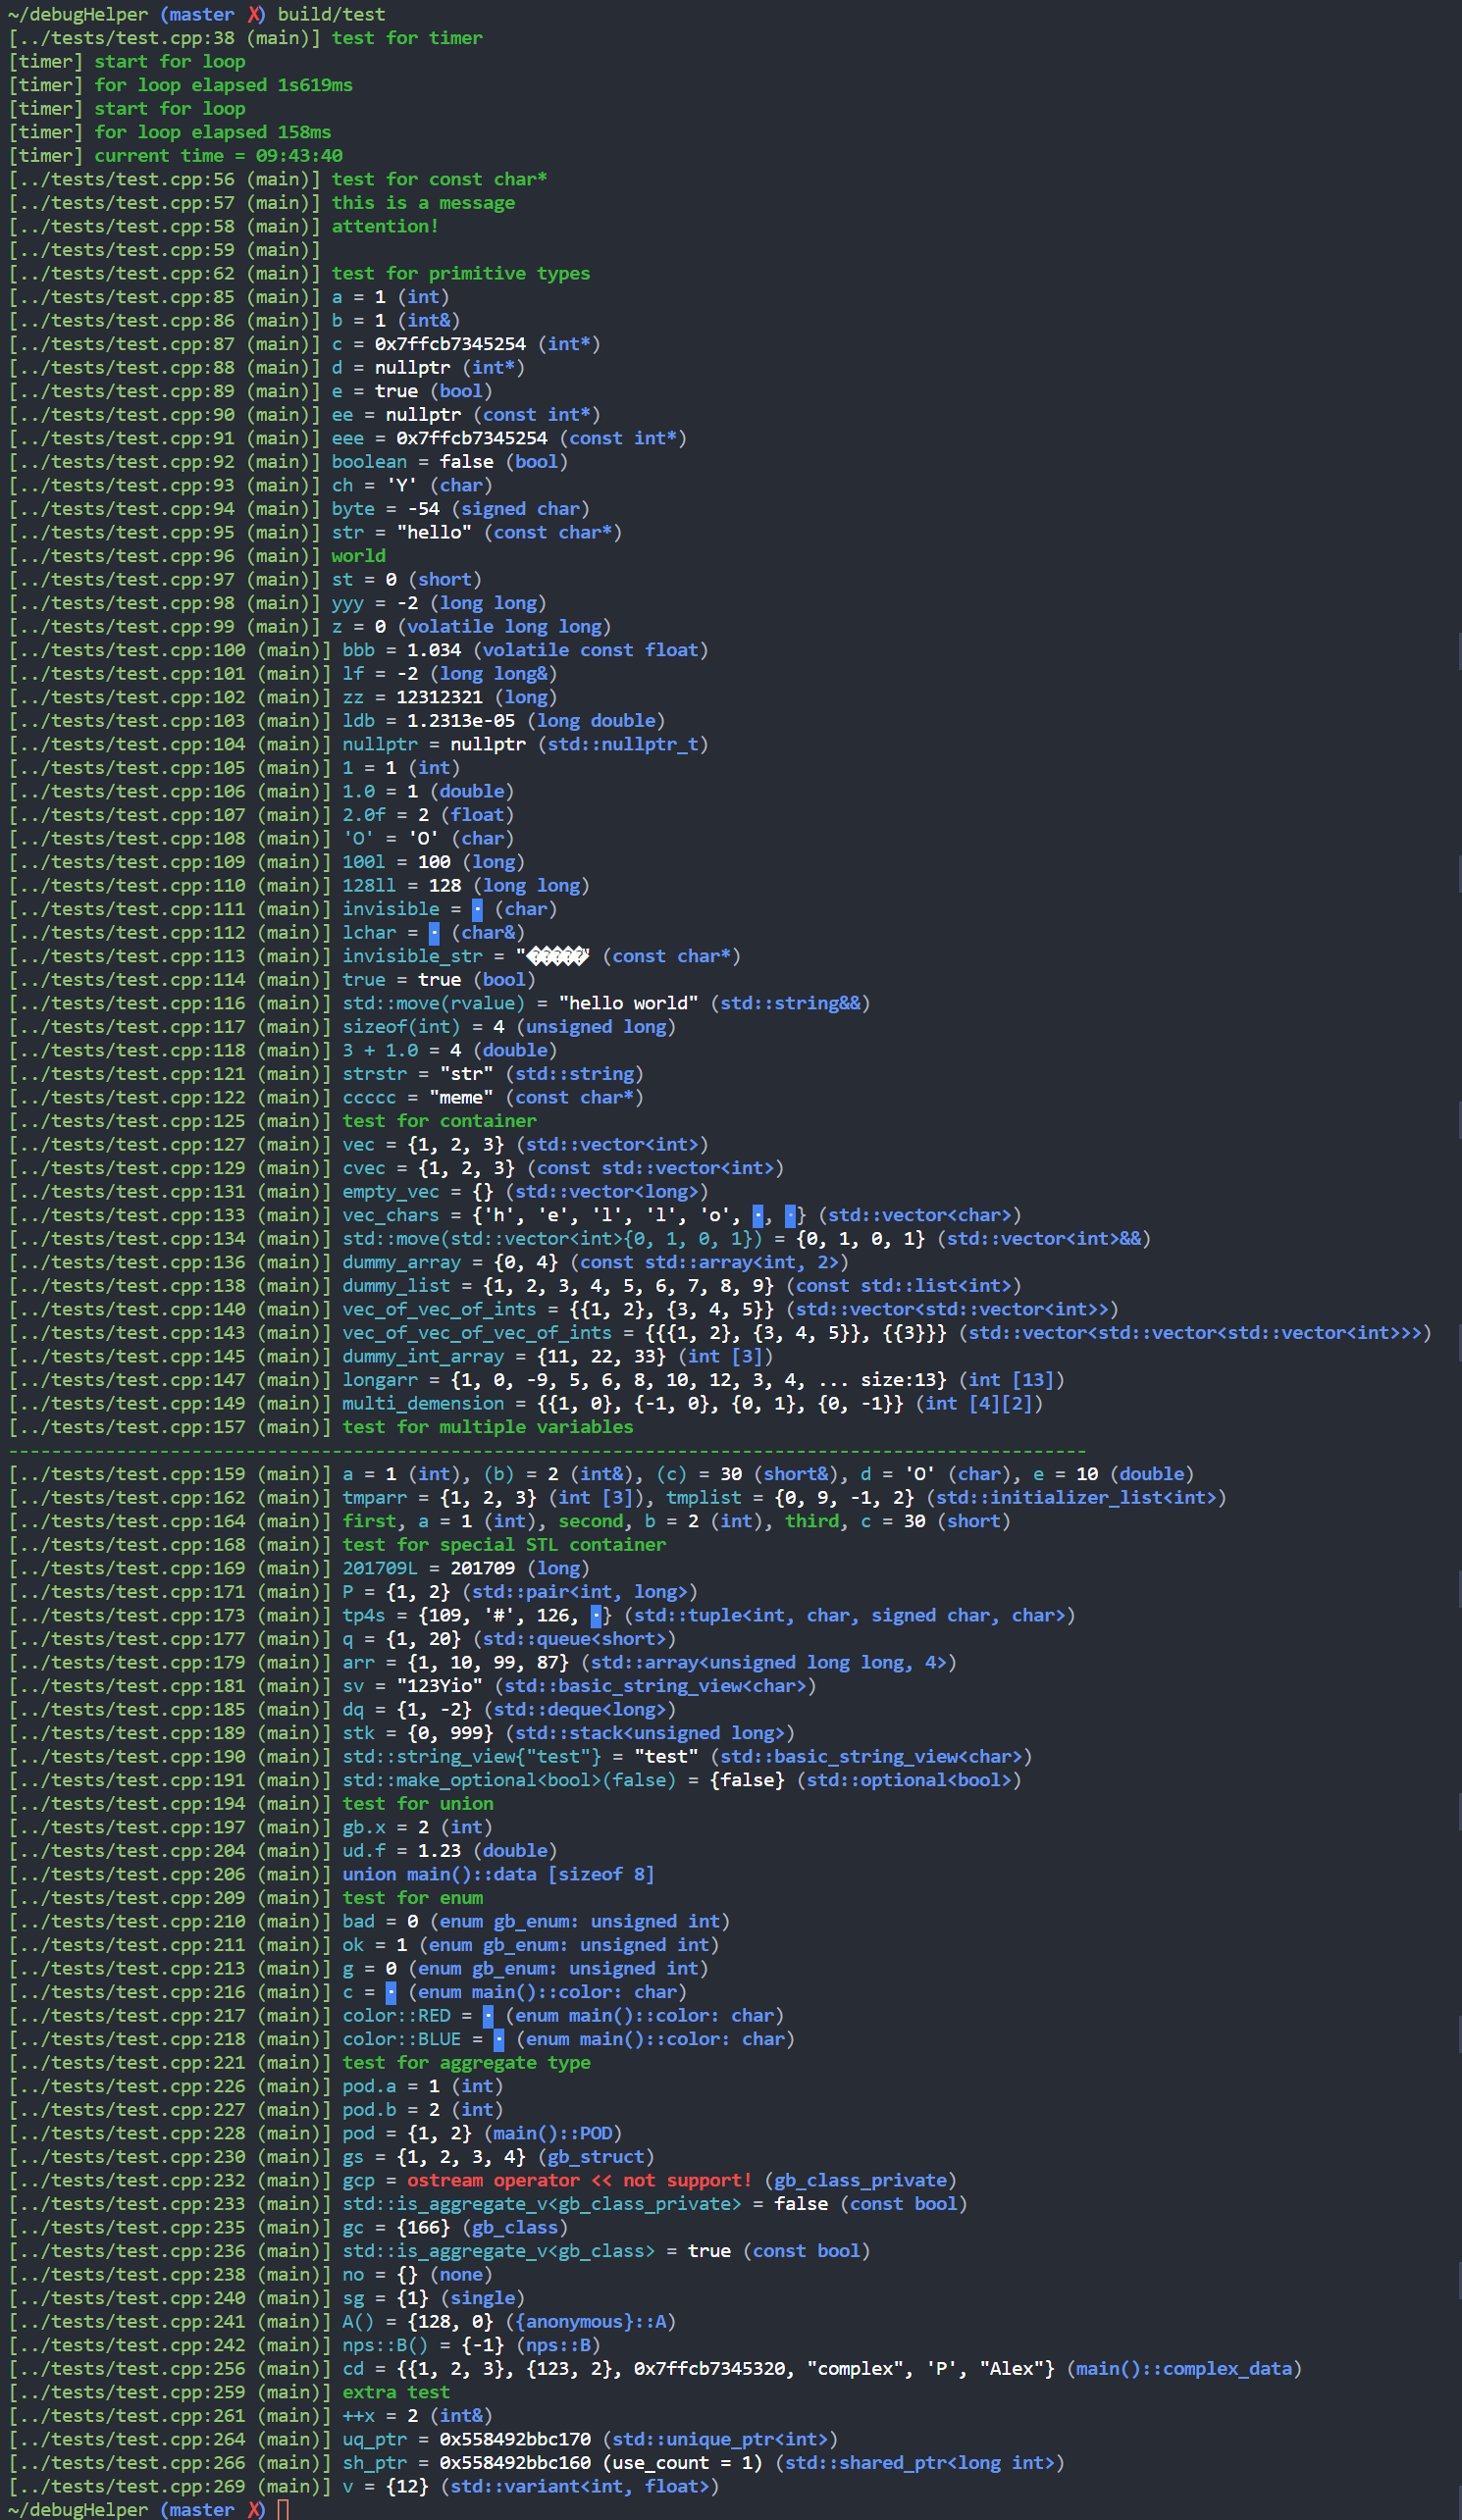 ~/debugHelper (master ✗) build/test
[../tests/test.cpp:38 (main)] test for timer
[timer] start for loop
[timer] for loop elapsed 1s619ms
[timer] start for loop
[timer] for loop elapsed 158ms
[timer] current time = 09:43:40
[../tests/test.cpp:56 (main)] test for const char*
[../tests/test.cpp:57 (main)] this is a message
[../tests/test.cpp:58 (main)] attention!
[../tests/test.cpp:59 (main)]
[../tests/test.cpp:62 (main)] test for primitive types
[../tests/test.cpp:85 (main)] a = 1 (int)
[../tests/test.cpp:86 (main)] b = 1 (int&)
[../tests/test.cpp:87 (main)] c = 0x7ffcb7345254 (int*)
[../tests/test.cpp:88 (main)] d = nullptr (int*)
[../tests/test.cpp:89 (main)] e = true (bool)
[../tests/test.cpp:90 (main)] ee = nullptr (const int*)
[../tests/test.cpp:91 (main)] eee = 0x7ffcb7345254 (const int*)
[../tests/test.cpp:92 (main)] boolean = false (bool)
[../tests/test.cpp:93 (main)] ch = 'Y' (char)
[../tests/test.cpp:94 (main)] byte = -54 (signed char)
[../tests/test.cpp:95 (main)] str = "hello" (const char*)
[../tests/test.cpp:96 (main)] world
[../tests/test.cpp:97 (main)] st = 0 (short)
[../tests/test.cpp:98 (main)] yyy = -2 (long long)
[../tests/test.cpp:99 (main)] z = 0 (volatile long long)
[../tests/test.cpp:100 (main)] bbb = 1.034 (volatile const float)
[../tests/test.cpp:101 (main)] lf = -2 (long long&)
[../tests/test.cpp:102 (main)] zz = 12312321 (long)
[../tests/test.cpp:103 (main)] ldb = 1.2313e-05 (long double)
[../tests/test.cpp:104 (main)] nullptr = nullptr (std::nullptr_t)
[../tests/test.cpp:105 (main)] 1 = 1 (int)
[../tests/test.cpp:106 (main)] 1.0 = 1 (double)
[../tests/test.cpp:107 (main)] 2.0f = 2 (float)
[../tests/test.cpp:108 (main)] 'O' = 'O' (char)
[../tests/test.cpp:109 (main)] 100l = 100 (long)
[../tests/test.cpp:110 (main)] 128ll = 128 (long long)
[../tests/test.cpp:111 (main)] invisible = · (char)
[../tests/test.cpp:112 (main)] lchar = · (char&)
[../tests/test.cpp:113 (main)] invisible_str = "�����" (const char*)
[../tests/test.cpp:114 (main)] true = true (bool)
[../tests/test.cpp:116 (main)] std::move(rvalue) = "hello world" (std::string&&)
[../tests/test.cpp:117 (main)] sizeof(int) = 4 (unsigned long)
[../tests/test.cpp:118 (main)] 3 + 1.0 = 4 (double)
[../tests/test.cpp:121 (main)] strstr = "str" (std::string)
[../tests/test.cpp:122 (main)] ccccc = "meme" (const char*)
[../tests/test.cpp:125 (main)] test for container
[../tests/test.cpp:127 (main)] vec = {1, 2, 3} (std::vector<int>)
[../tests/test.cpp:129 (main)] cvec = {1, 2, 3} (const std::vector<int>)
[../tests/test.cpp:131 (main)] empty_vec = {} (std::vector<long>)
[../tests/test.cpp:133 (main)] vec_chars = {'h', 'e', 'l', 'l', 'o', ·, ·} (std::vector<char>)
[../tests/test.cpp:134 (main)] std::move(std::vector<int>{0, 1, 0, 1}) = {0, 1, 0, 1} (std::vector<int>&&)
[../tests/test.cpp:136 (main)] dummy_array = {0, 4} (const std::array<int, 2>)
[../tests/test.cpp:138 (main)] dummy_list = {1, 2, 3, 4, 5, 6, 7, 8, 9} (const std::list<int>)
[../tests/test.cpp:140 (main)] vec_of_vec_of_ints = {{1, 2}, {3, 4, 5}} (std::vector<std::vector<int>>)
[../tests/test.cpp:143 (main)] vec_of_vec_of_vec_of_ints = {{{1, 2}, {3, 4, 5}}, {{3}}} (std::vector<std::vector<std::vector<int>>>)
[../tests/test.cpp:145 (main)] dummy_int_array = {11, 22, 33} (int [3])
[../tests/test.cpp:147 (main)] longarr = {1, 0, -9, 5, 6, 8, 10, 12, 3, 4, ... size:13} (int [13])
[../tests/test.cpp:149 (main)] multi_demension = {{1, 0}, {-1, 0}, {0, 1}, {0, -1}} (int [4][2])
[../tests/test.cpp:157 (main)] test for multiple variables
----------------------------------------------------------------------------------------------------
[../tests/test.cpp:159 (main)] a = 1 (int), (b) = 2 (int&), (c) = 30 (short&), d = 'O' (char), e = 10 (double)
[../tests/test.cpp:162 (main)] tmparr = {1, 2, 3} (int [3]), tmplist = {0, 9, -1, 2} (std::initializer_list<int>)
[../tests/test.cpp:164 (main)] first, a = 1 (int), second, b = 2 (int), third, c = 30 (short)
[../tests/test.cpp:168 (main)] test for special STL container
[../tests/test.cpp:169 (main)] 201709L = 201709 (long)
[../tests/test.cpp:171 (main)] P = {1, 2} (std::pair<int, long>)
[../tests/test.cpp:173 (main)] tp4s = {109, '#', 126, ·} (std::tuple<int, char, signed char, char>)
[../tests/test.cpp:177 (main)] q = {1, 20} (std::queue<short>)
[../tests/test.cpp:179 (main)] arr = {1, 10, 99, 87} (std::array<unsigned long long, 4>)
[../tests/test.cpp:181 (main)] sv = "123Yio" (std::basic_string_view<char>)
[../tests/test.cpp:185 (main)] dq = {1, -2} (std::deque<long>)
[../tests/test.cpp:189 (main)] stk = {0, 999} (std::stack<unsigned long>)
[../tests/test.cpp:190 (main)] std::string_view{"test"} = "test" (std::basic_string_view<char>)
[../tests/test.cpp:191 (main)] std::make_optional<bool>(false) = {false} (std::optional<bool>)
[../tests/test.cpp:194 (main)] test for union
[../tests/test.cpp:197 (main)] gb.x = 2 (int)
[../tests/test.cpp:204 (main)] ud.f = 1.23 (double)
[../tests/test.cpp:206 (main)] union main()::data [sizeof 8]
[../tests/test.cpp:209 (main)] test for enum
[../tests/test.cpp:210 (main)] bad = 0 (enum gb_enum: unsigned int)
[../tests/test.cpp:211 (main)] ok = 1 (enum gb_enum: unsigned int)
[../tests/test.cpp:213 (main)] g = 0 (enum gb_enum: unsigned int)
[../tests/test.cpp:216 (main)] c = · (enum main()::color: char)
[../tests/test.cpp:217 (main)] color::RED = · (enum main()::color: char)
[../tests/test.cpp:218 (main)] color::BLUE = · (enum main()::color: char)
[../tests/test.cpp:221 (main)] test for aggregate type
[../tests/test.cpp:226 (main)] pod.a = 1 (int)
[../tests/test.cpp:227 (main)] pod.b = 2 (int)
[../tests/test.cpp:228 (main)] pod = {1, 2} (main()::POD)
[../tests/test.cpp:230 (main)] gs = {1, 2, 3, 4} (gb_struct)
[../tests/test.cpp:232 (main)] gcp = ostream operator << not support! (gb_class_private)
[../tests/test.cpp:233 (main)] std::is_aggregate_v<gb_class_private> = false (const bool)
[../tests/test.cpp:235 (main)] gc = {166} (gb_class)
[../tests/test.cpp:236 (main)] std::is_aggregate_v<gb_class> = true (const bool)
[../tests/test.cpp:238 (main)] no = {} (none)
[../tests/test.cpp:240 (main)] sg = {1} (single)
[../tests/test.cpp:241 (main)] A() = {128, 0} ({anonymous}::A)
[../tests/test.cpp:242 (main)] nps::B() = {-1} (nps::B)
[../tests/test.cpp:256 (main)] cd = {{1, 2, 3}, {123, 2}, 0x7ffcb7345320, "complex", 'P', "Alex"} (main()::complex_data)
[../tests/test.cpp:259 (main)] extra test
[../tests/test.cpp:261 (main)] ++x = 2 (int&)
[../tests/test.cpp:264 (main)] uq_ptr = 0x558492bbc170 (std::unique_ptr<int>)
[../tests/test.cpp:266 (main)] sh_ptr = 0x558492bbc160 (use_count = 1) (std::shared_ptr<long int>)
[../tests/test.cpp:269 (main)] v = {12} (std::variant<int, float>)
~/debugHelper (master ✗)